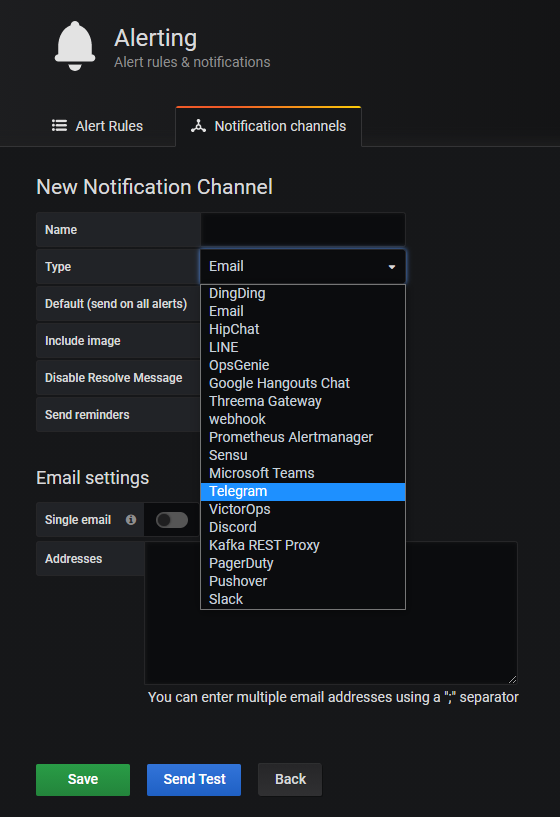 Alerting
Alert rules & notifications
Alert Rules
Notification channels
New Notification Channel
Name
Type
Email
Default (send on all alerts)
Include image
Disable Resolve Message
Send reminders
DingDing
Email
HipChat
LINE
OpsGenie
Google Hangouts Chat
Threema Gateway
webhook
Prometheus Alertmanager
Sensu
Microsoft Teams
Telegram
VictorOps
Discord
Kafka REST Proxy
PagerDuty
Pushover
Slack
Email settings
Single email
Addresses
You can enter multiple email addresses using a ";" separator
Save
Send Test
Back